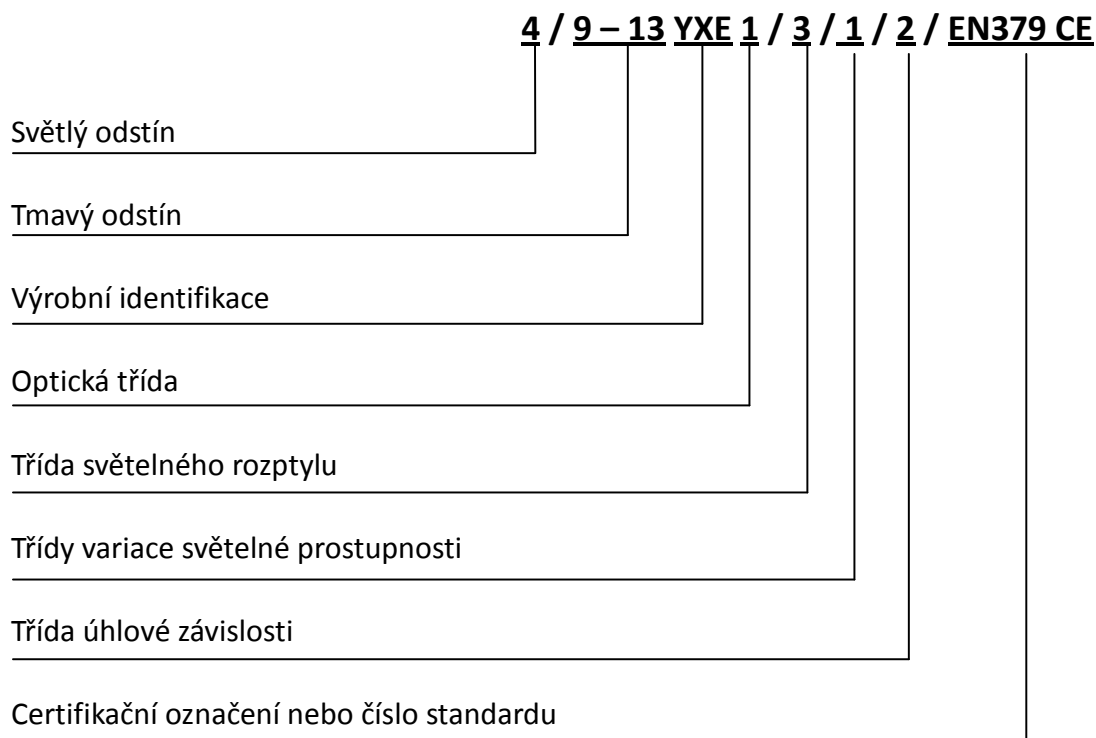 4 / 9 – 13 YXE 1 / 3 / 1 / 2 / EN379 CE
Světlý odstín
Tmavý odstín
Výrobní identifikace
Optická třída
Třída světelného rozptylu
Třídy variace světelné prostupnosti
Třída úhlové závislosti
Certifikační označení nebo číslo standardu